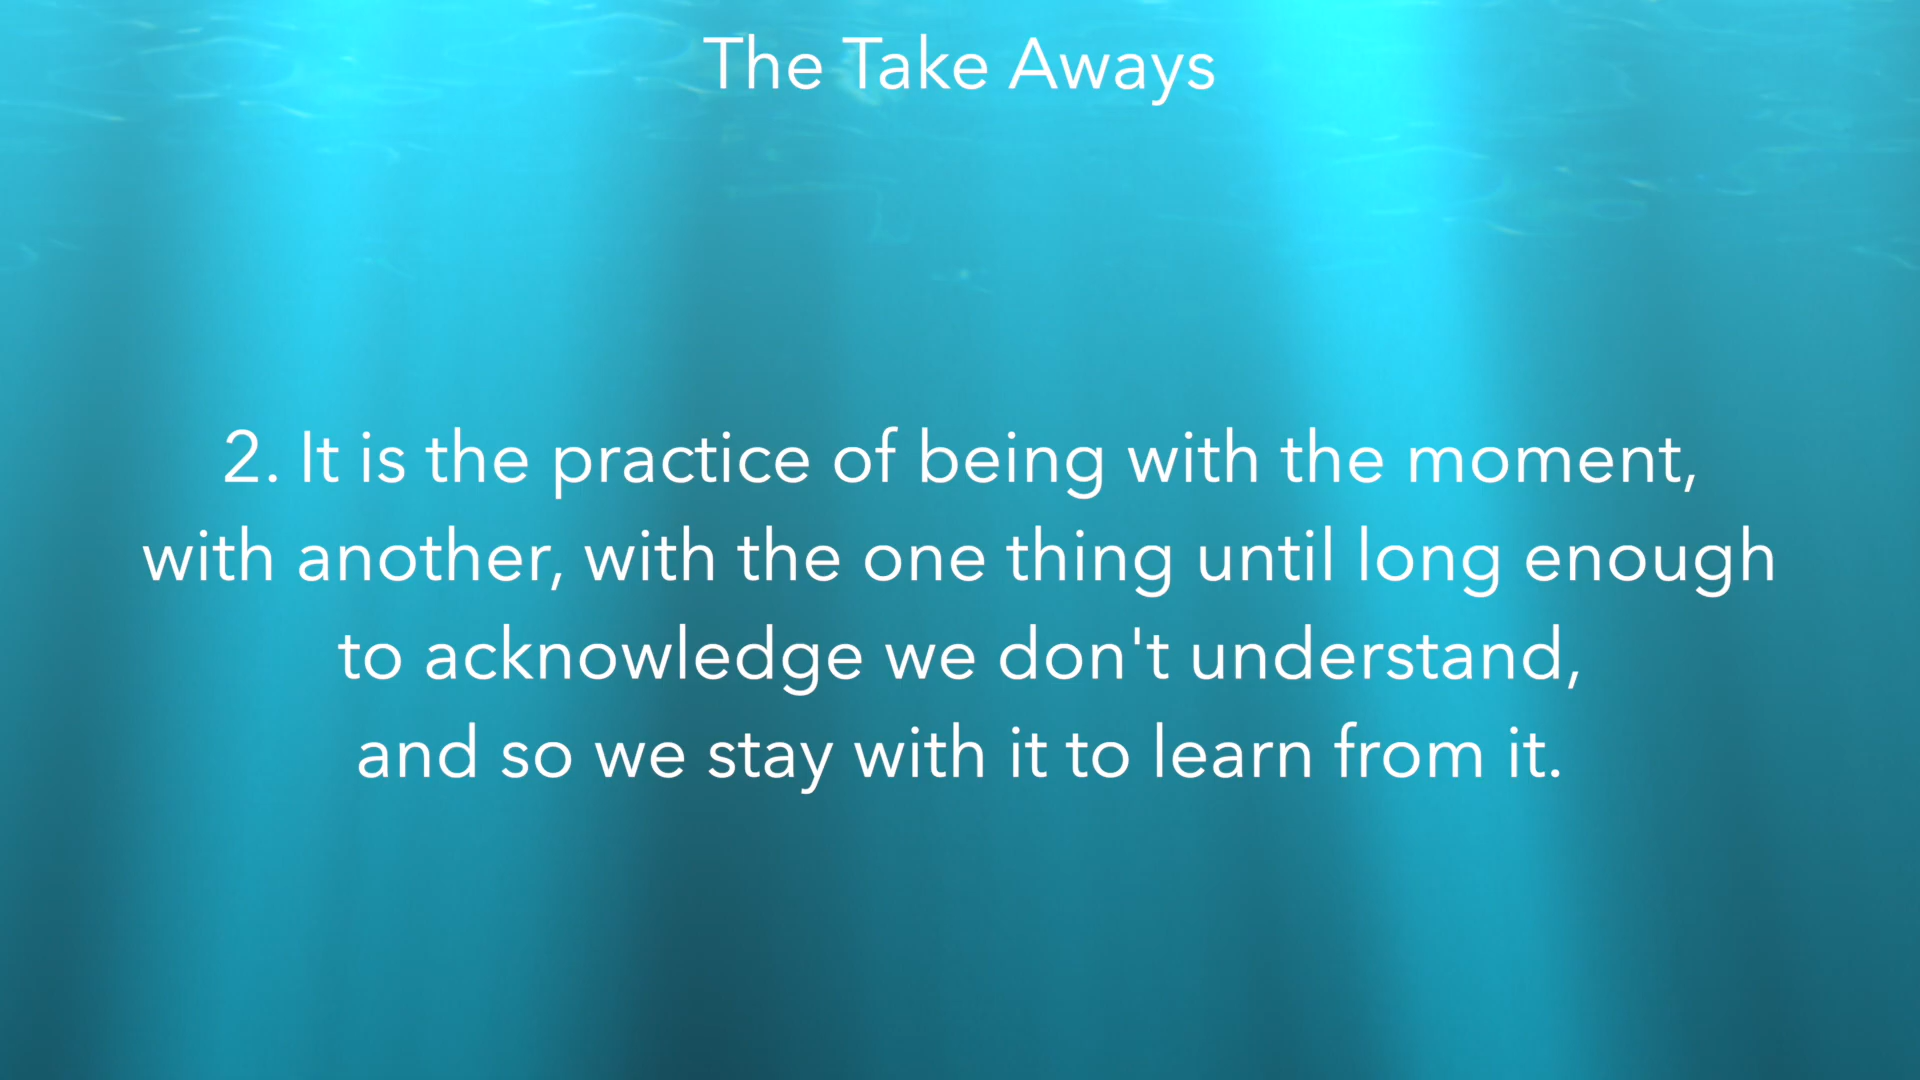 The Take Aways
2. It is the practice of being with the moment,
with another, with the one thing until long enough
to acknowledge we don't understand,
and so we stay with it to learn from it.